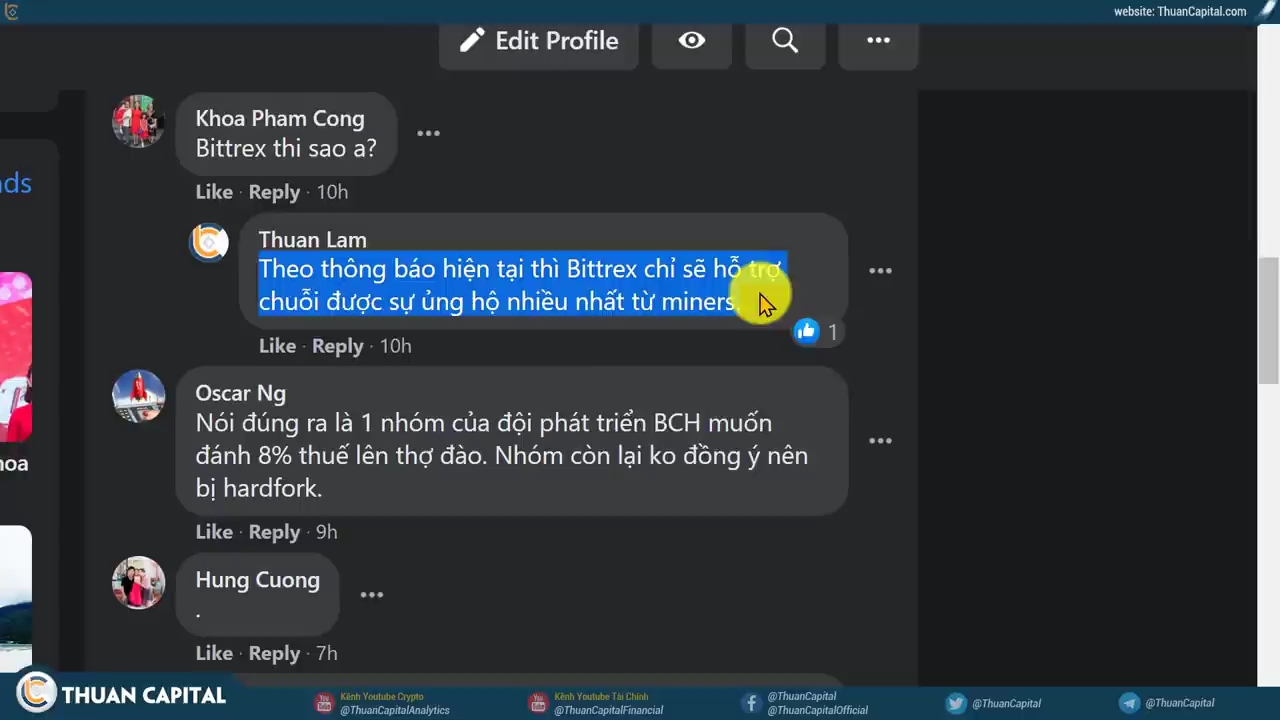 website: ThuanCapital.com
Edit Profile
Khoa Pham Cong
Bittrex thi sao a?
Like · Reply · 10h
Thuan Lam
Theo thông báo hiện tại thì Bittrex chỉ sẽ hỗ trợ
chuỗi được sự ủng hộ nhiều nhất từ miners.
1
Like · Reply · 10h
Oscar Ng
Nói đúng ra là 1 nhóm của đội phát triển BCH muốn
đánh 8% thuế lên thợ đào. Nhóm còn lại ko đồng ý nên
bị hardfork.
Like · Reply · 9h
Hung Cuong
.
Like · Reply · 7h
THUAN CAPITAL
Kênh Youtube Crypto
@ThuanCapitalAnalytics
Kênh Youtube Tài Chính
@ThuanCapitalFinancial
@ThuanCapital
@ThuanCapitalOfficial
@ThuanCapital
@ThuanCapital